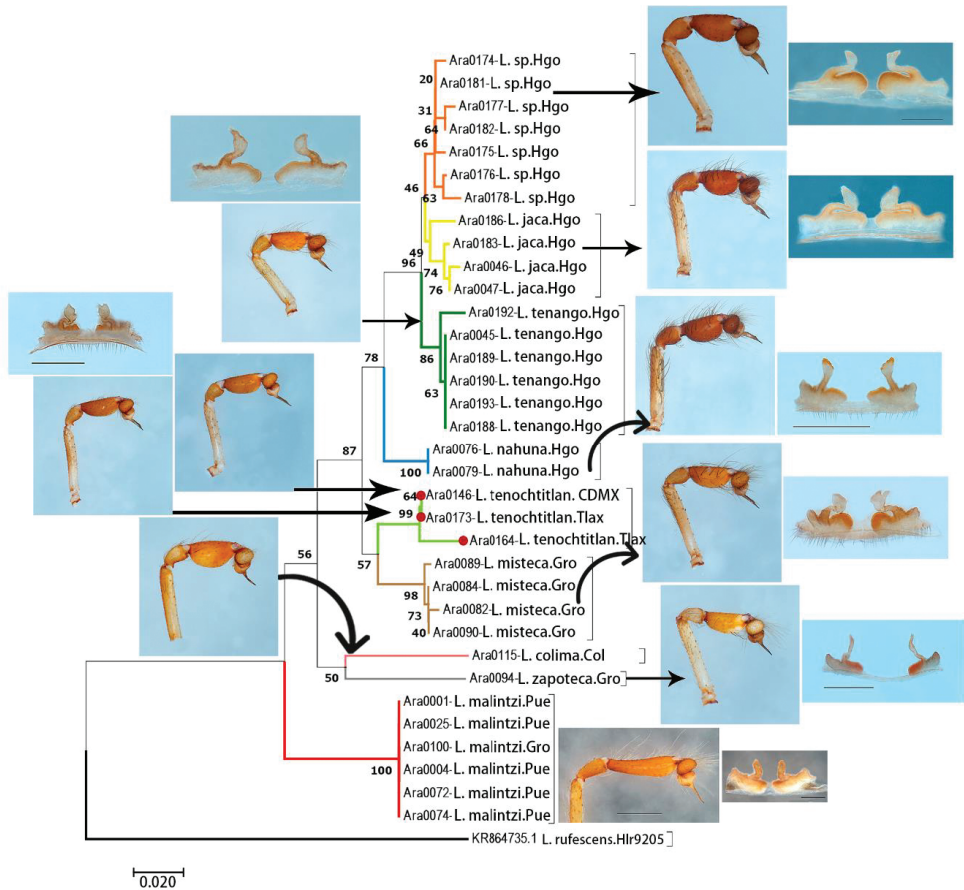 Ara0174-L. sp.Hgo
20
Ara0181-L. sp.Hgo
31
Ara0177-L. sp.Hgo
64
Ara0182-L. sp.Hgo
66
Ara0175-L. sp.Hgo
Ara0176-L. sp.Hgo
46
63
Ara0178-L. sp.Hgo
Ara0186-L. jaca.Hgo
Ara0183-L. jaca.Hgo
49
96
74
Ara0046-L. jaca.Hgo
76
Ara0047-L. jaca.Hgo
Ara0192-L. tenango.Hgo
Ara0045-L. tenango.Hgo
86
Ara0189-L. tenango.Hgo
78
Ara0190-L. tenango.Hgo
63
Ara0193-L. tenango.Hgo
Ara0188-L. tenango.Hgo
87
Ara0076-L. nahuna.Hgo
100
Ara0079-L. nahuna.Hgo
64
Ara0146-L. tenochtitlan. CDMX
99
Ara0173-L. tenochtitlan.Tlax
Ara0164-L. tenochtitlan.Tlax
56
57
Ara0089-L. misteca.Gro
98
Ara0084-L. misteca.Gro
73
Ara0082-L. misteca.Gro
40
Ara0090-L. misteca.Gro
Ara0115-L. colima.Col
50
Ara0094-L. zapoteca.Gro
Ara0001-L. malintzi.Pue
Ara0025-L. malintzi.Pue
Ara0100-L. malintzi.Gro
100
Ara0004-L. malintzi.Pue
Ara0072-L. malintzi.Pue
Ara0074-L. malintzi.Pue
KR864735.1 L. rufescens.Hlr9205
0.020